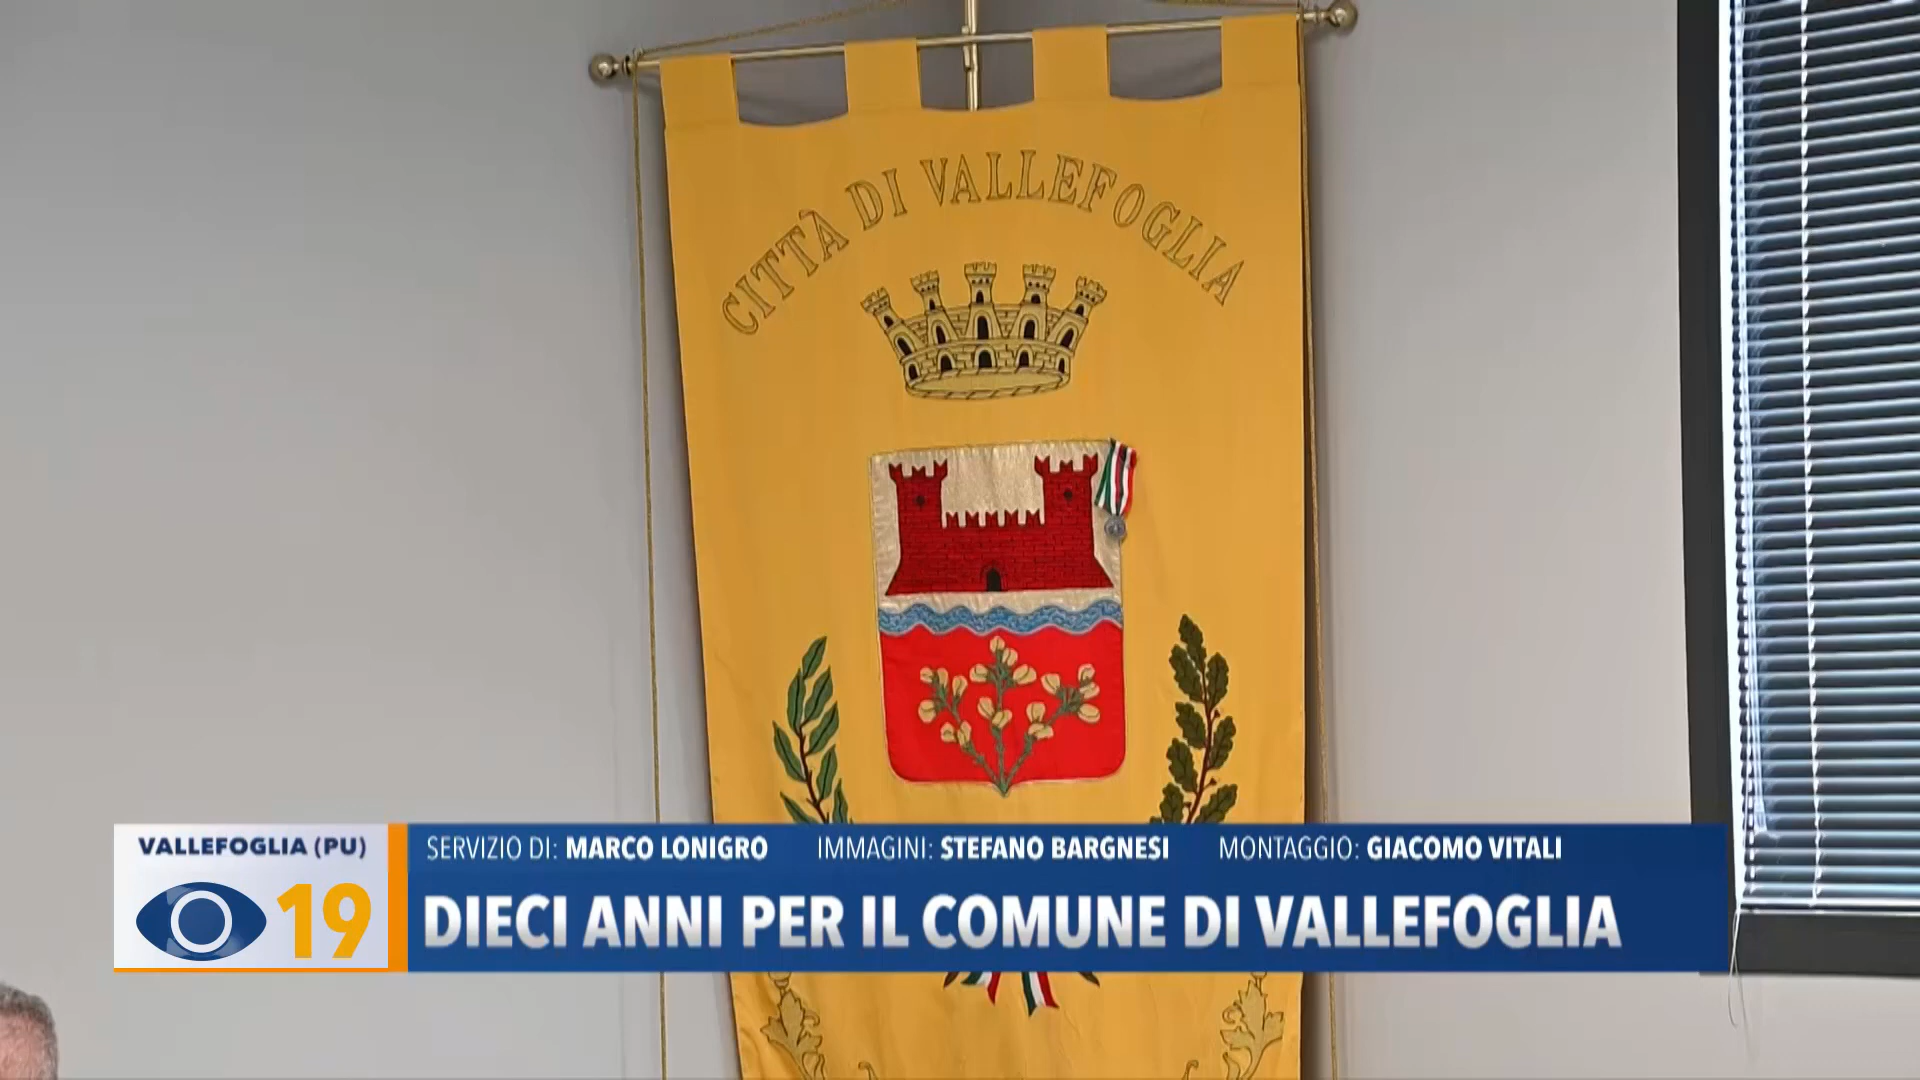 CITTÀ DI VALLEFOGLIA
VALLEFOGLIA (PU)
19
SERVIZIO DI: MARCO LONIGRO IMMAGINI: STEFANO BARGNESI MONTAGGIO: GIACOMO VITALI
DIECI ANNI PER IL COMUNE DI VALLEFOGLIA